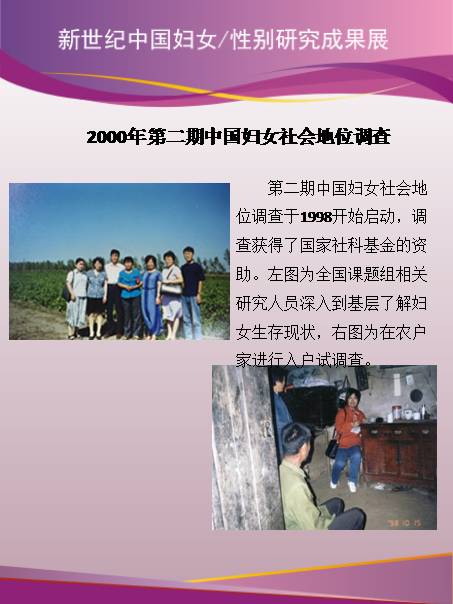 新世纪中国妇女/性别研究成果展
2000年第二期中国妇女社会地位调查
第二期中国妇女社会地
位调查于1998开始启动，调
查获得了国家社科基金的资
助。左图为全国课题组相关
研究人员深入到基层了解妇
女生存现状，右图为在农户
家进行入户试调查。
'98 10 15